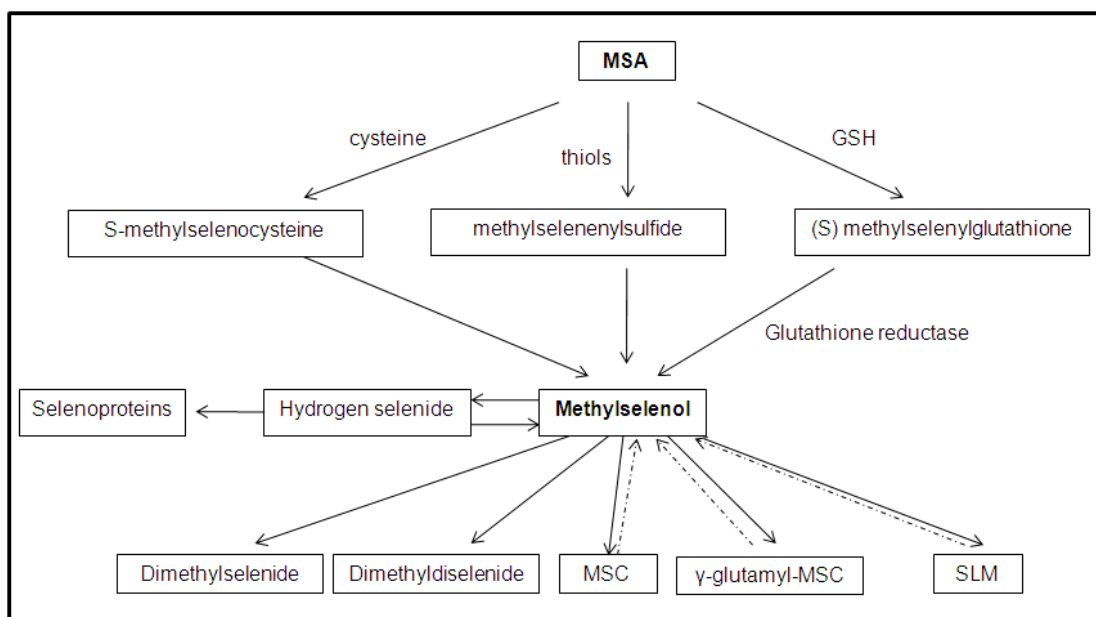 MSA
cysteine
thiols
GSH
S-methylselenocysteine
methylselenenylsulfide
(S) methylselenylglutathione
Glutathione reductase
Selenoproteins
Hydrogen selenide
Methylselenol
Dimethylselenide
Dimethyldiselenide
MSC
γ-glutamyl-MSC
SLM